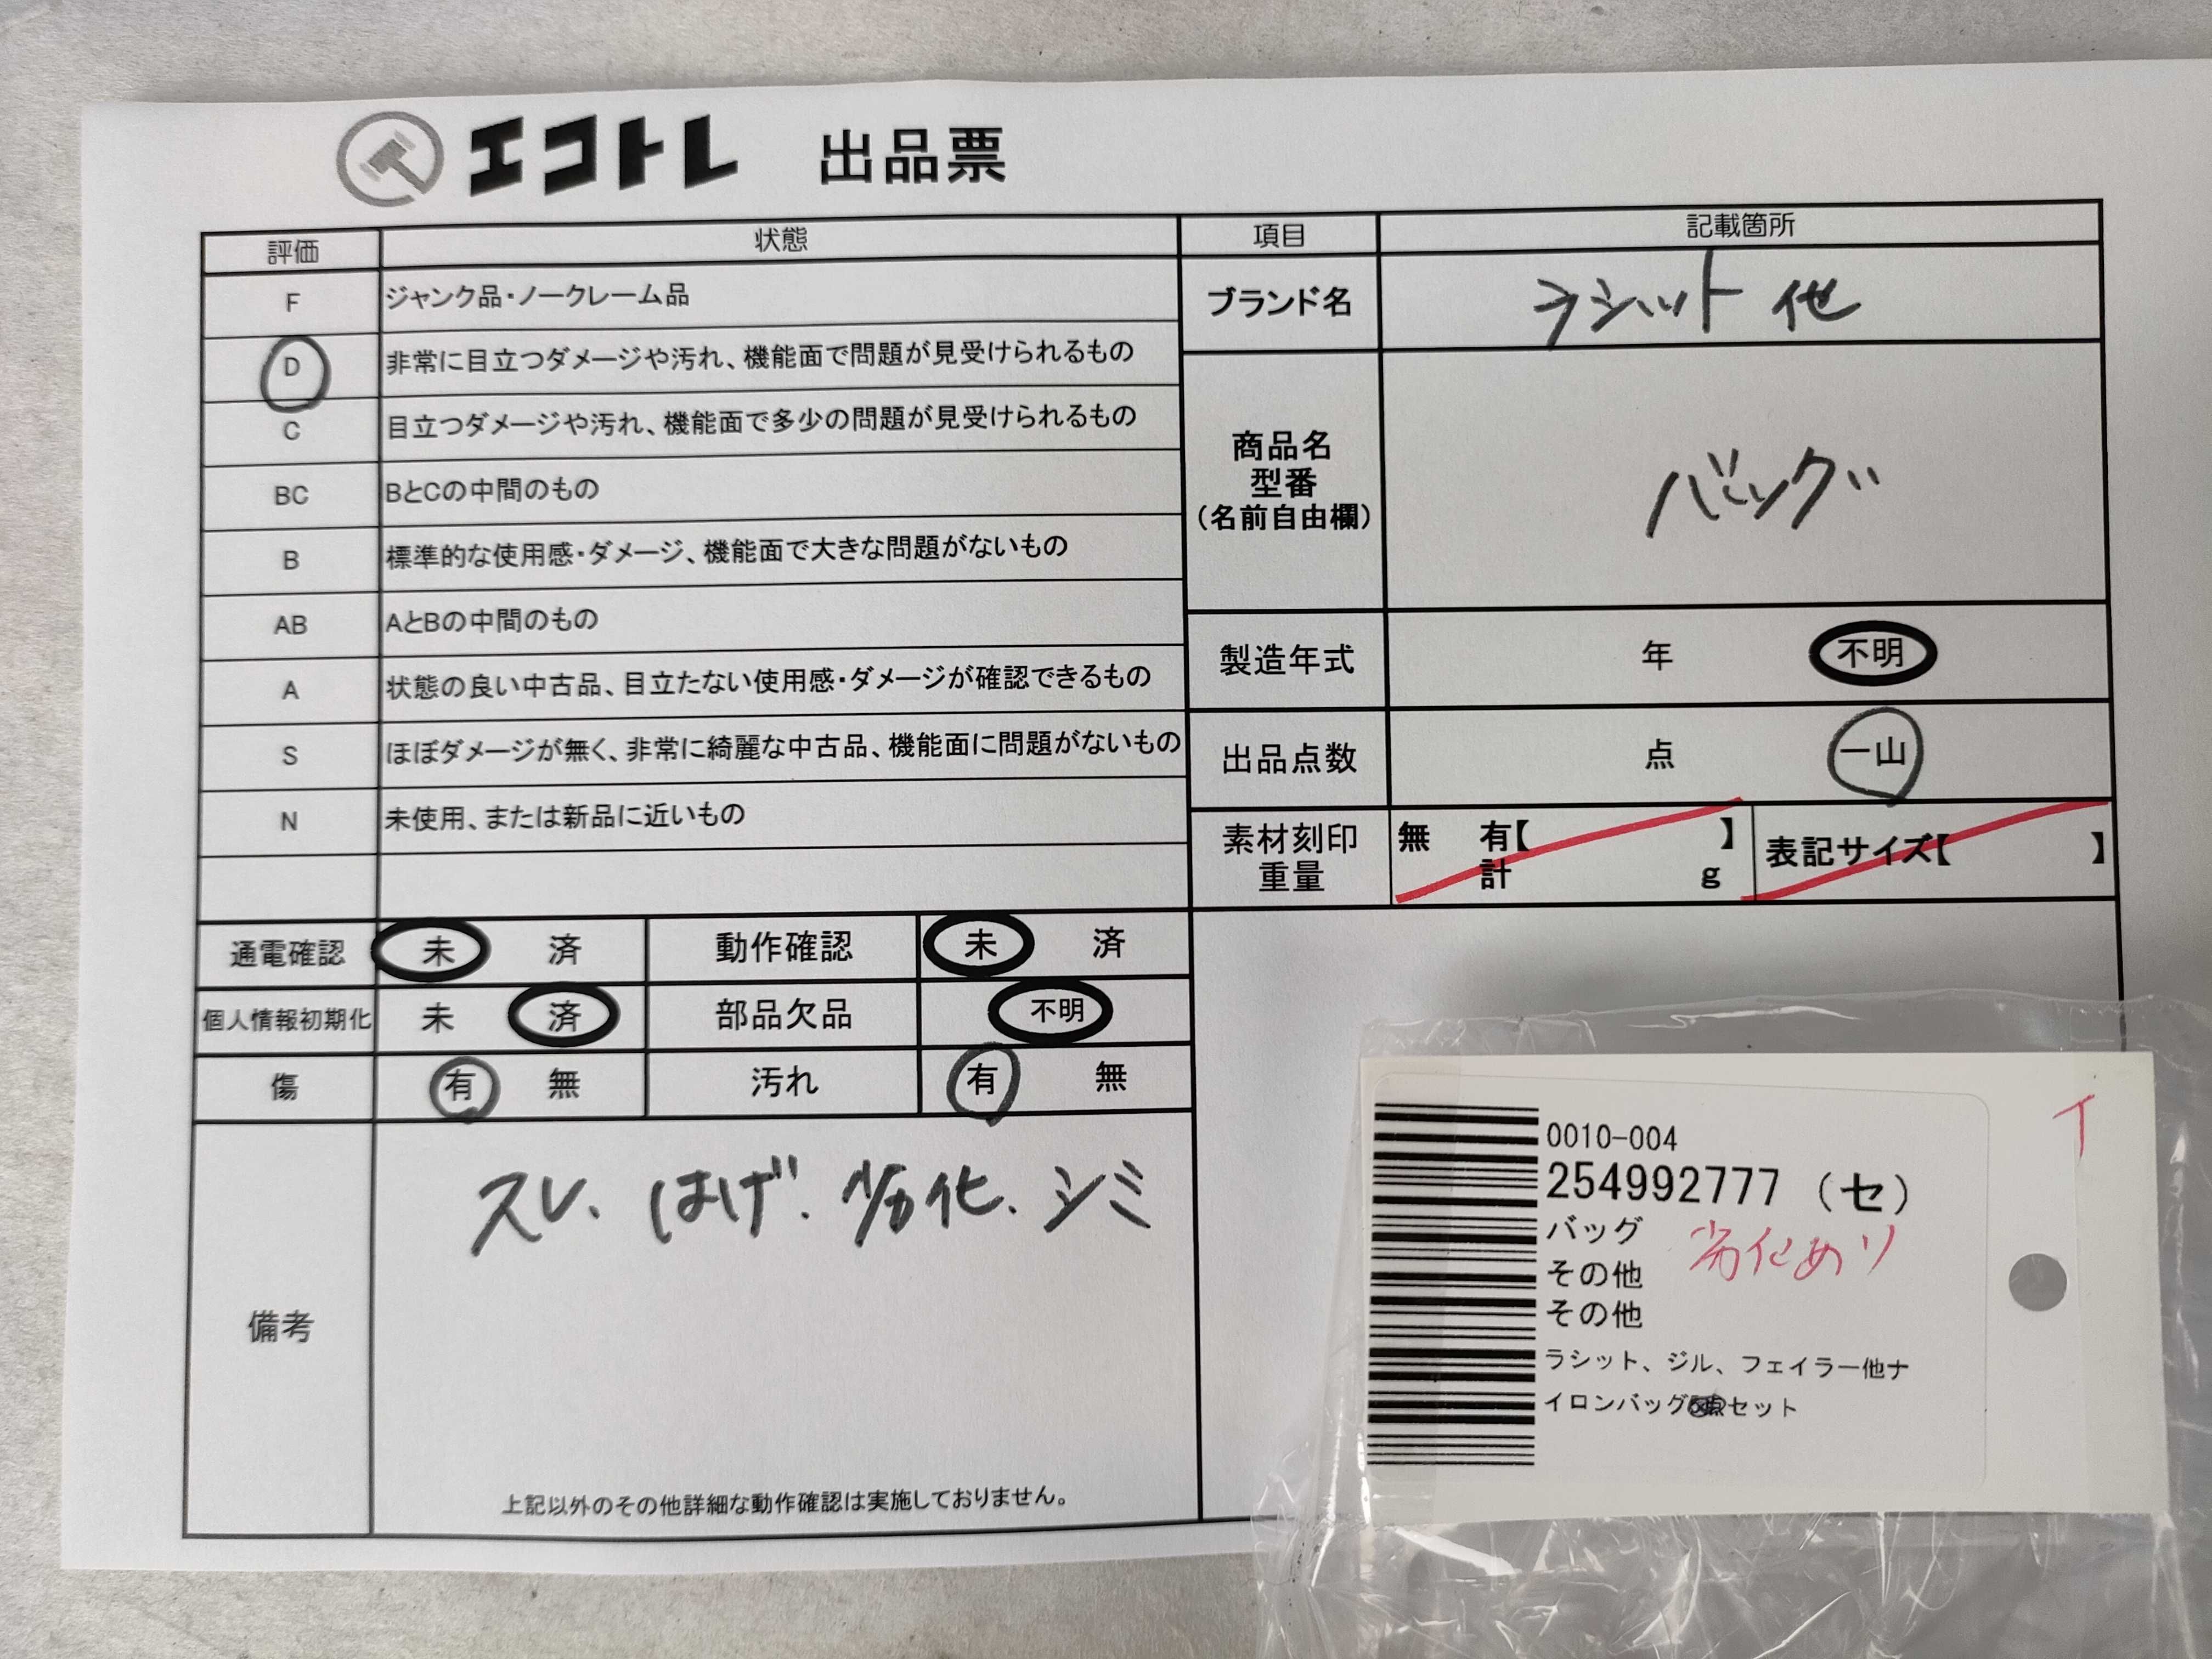 エコトレ 出品票
評価 状態
F ジャンク品・ノークレーム品
D 非常に目立つダメージや汚れ、機能面で問題が見受けられるもの
C 目立つダメージや汚れ、機能面で多少の問題が見受けられるもの
BC BとCの中間のもの
B 標準的な使用感・ダメージ、機能面で大きな問題がないもの
AB AとBの中間のもの
A 状態の良い中古品、目立たない使用感・ダメージが確認できるもの
S ほぼダメージが無く、非常に綺麗な中古品、機能面に問題がないもの
N 未使用、または新品に近いもの
項目 記載箇所
ブランド名 ラシット 他
商品名
型番
（名前自由欄）
バッグ
製造年式 年 不明
出品点数 点 一山
素材刻印
重量
無 有【 】
計 g
表記サイズ【 】
通電確認 未 済 動作確認 未 済
個人情報初期化 未 済 部品欠品 不明
傷 有 無 汚れ 有 無
備考
スレ、はげ、劣化、シミ
上記以外のその他詳細な動作確認は実施しておりません。
0010-004
254992777（セ）
バッグ
その他
その他
劣化あり
イ
ラシット、ジル、フェイラー他ナ
イロンバッグ セット